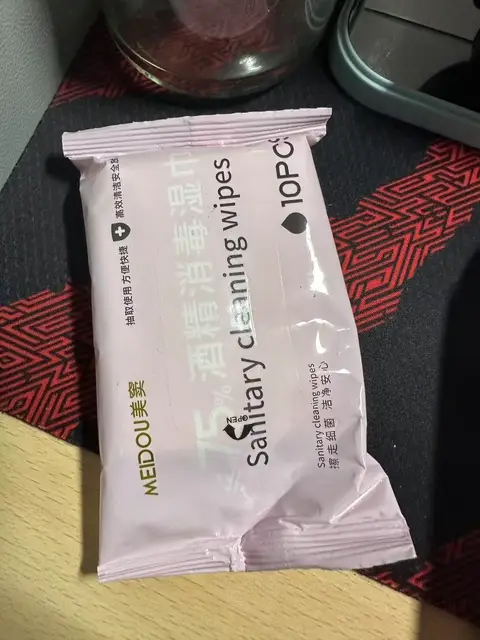 MEIDOU美窦
抽取使用 方便快捷
高效清洁安全
75%酒精消毒湿巾
OPEN
Sanitary cleaning wipes
10PCS
Sanitary cleaning wipes
擦走细菌 洁净安心